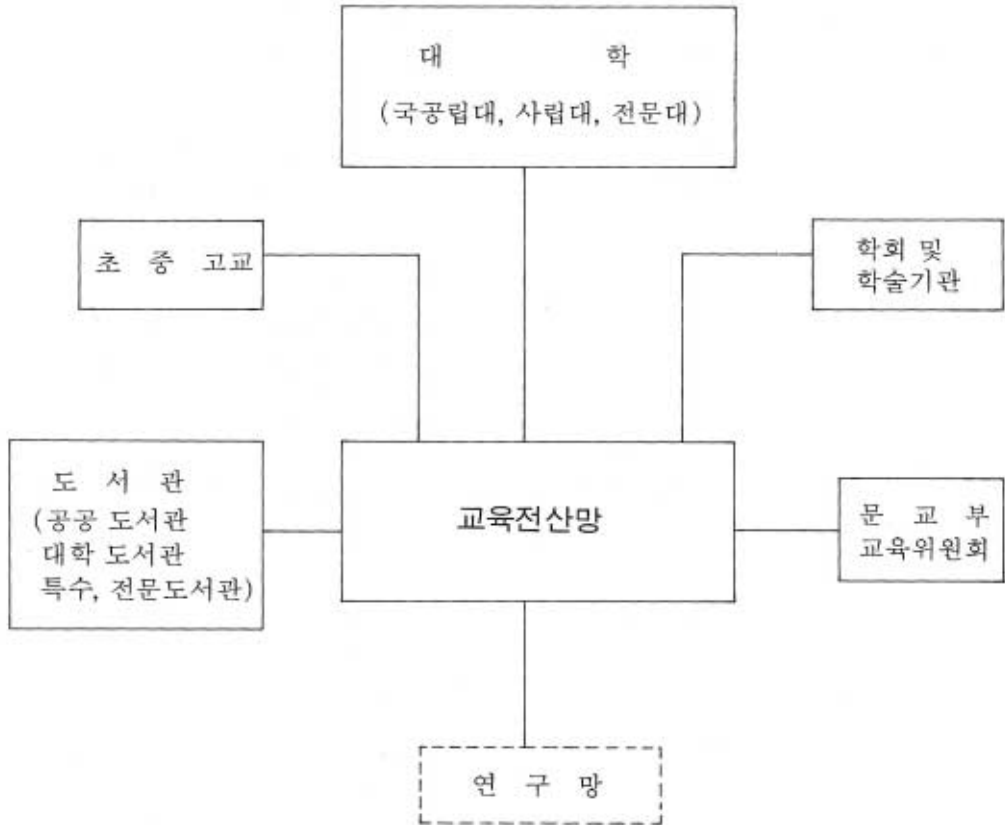 대 학
(국공립대, 사립대, 전문대)
초 중 고교
학회 및
학술기관
도 서 관
(공공 도서관
대학 도서관
특수, 전문도서관)
교육전산망
문 교 부
교육위원회
연 구 망